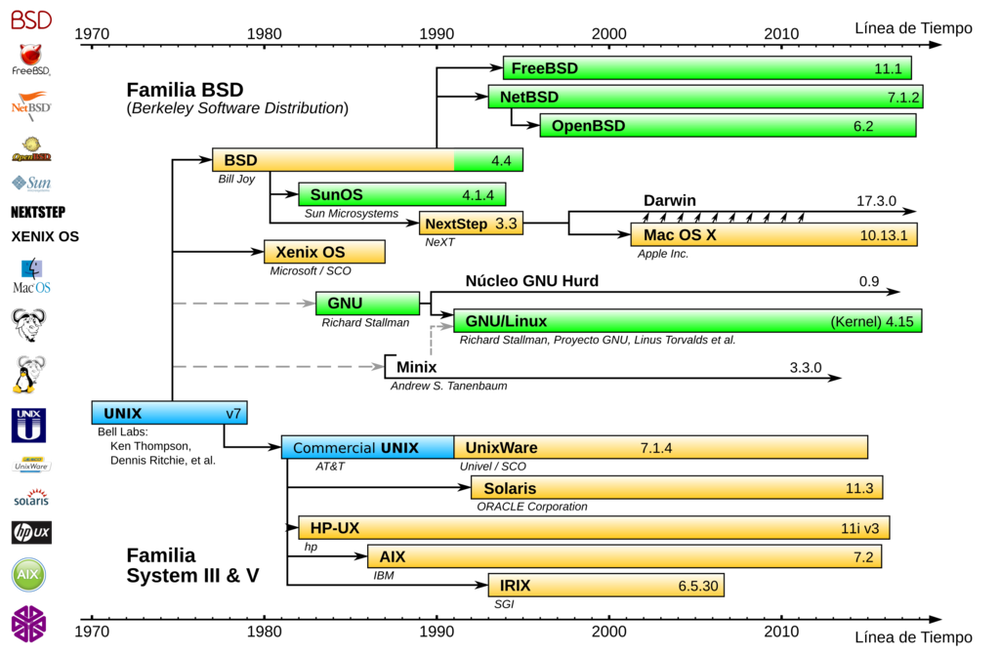 BSD
FreeBSD
NetBSD
OpenBSD
Sun
NEXTSTEP
XENIX OS
Mac OS
UNIX
U
UnixWare
solaris
hp UX
AIX
Línea de Tiempo
1970 1980 1990 2000 2010
Familia BSD
(Berkeley Software Distribution)
FreeBSD 11.1
NetBSD 7.1.2
OpenBSD 6.2
BSD 4.4
Bill Joy
SunOS 4.1.4
Sun Microsystems
NextStep 3.3
NeXT
Darwin 17.3.0
Mac OS X 10.13.1
Apple Inc.
Xenix OS
Microsoft / SCO
Núcleo GNU Hurd 0.9
GNU
Richard Stallman
GNU/Linux (Kernel) 4.15
Richard Stallman, Proyecto GNU, Linus Torvalds et al.
Minix 3.3.0
Andrew S. Tanenbaum
UNIX v7
Bell Labs:
Ken Thompson,
Dennis Ritchie, et al.
Commercial UNIX
AT&T
UnixWare 7.1.4
Univel / SCO
Solaris 11.3
ORACLE Corporation
HP-UX 11i v3
hp
AIX 7.2
IBM
IRIX 6.5.30
SGI
Familia
System III & V
1970 1980 1990 2000 2010
Línea de Tiempo